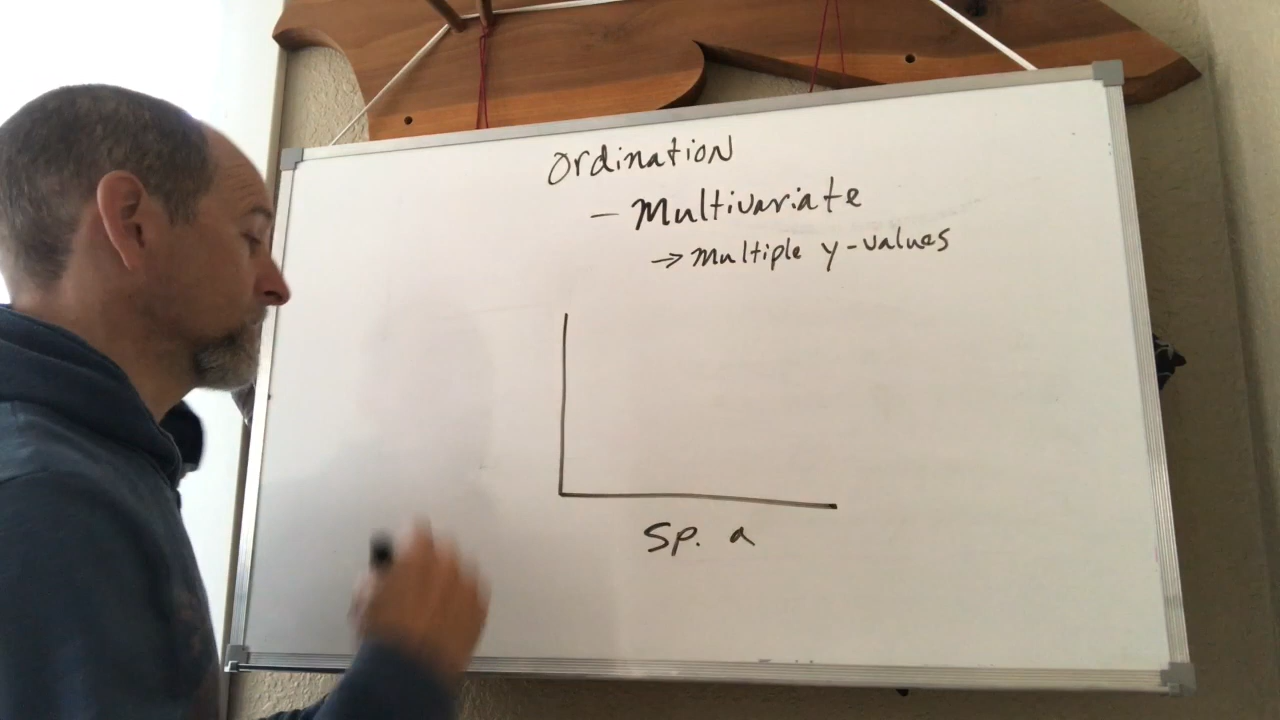 Ordination
- Multivariate
→ Multiple y-values
Sp. a